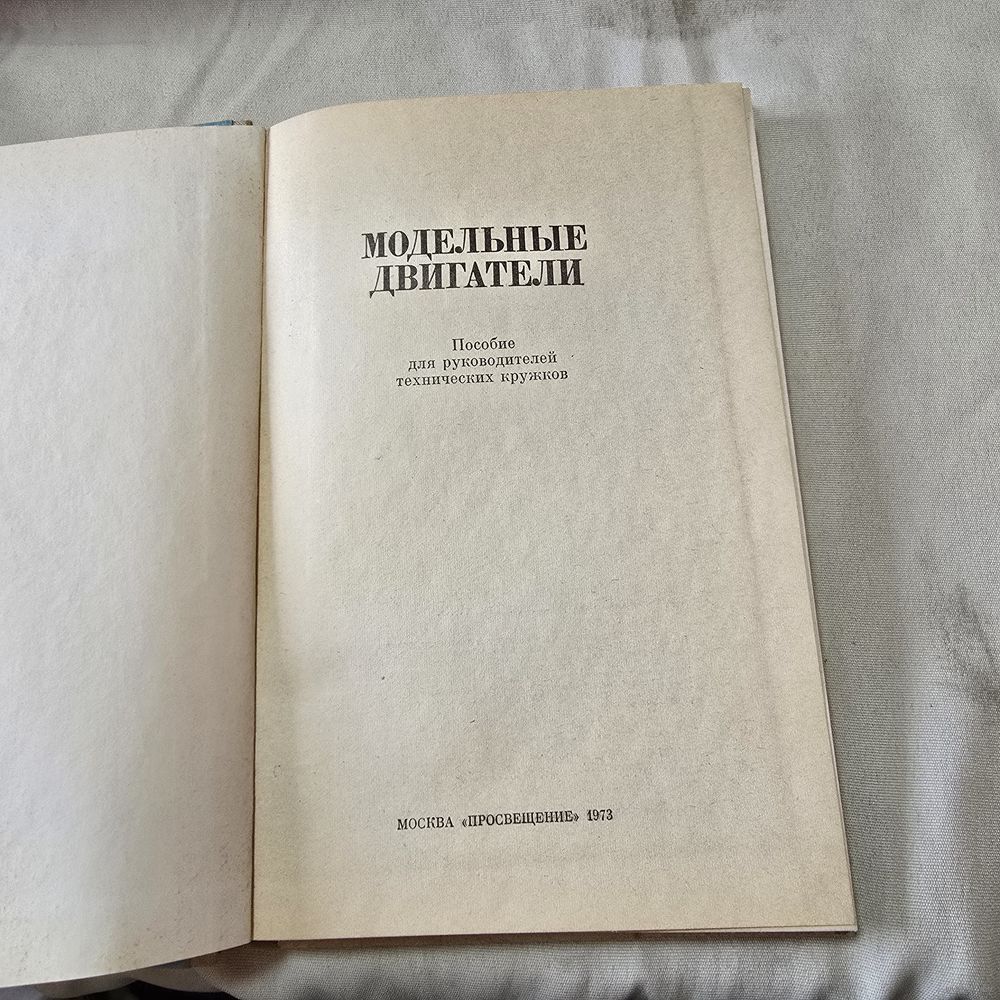 МОДЕЛЬНЫЕ
ДВИГАТЕЛИ
Пособие
для руководителей
технических кружков
МОСКВА «ПРОСВЕЩЕНИЕ» 1973